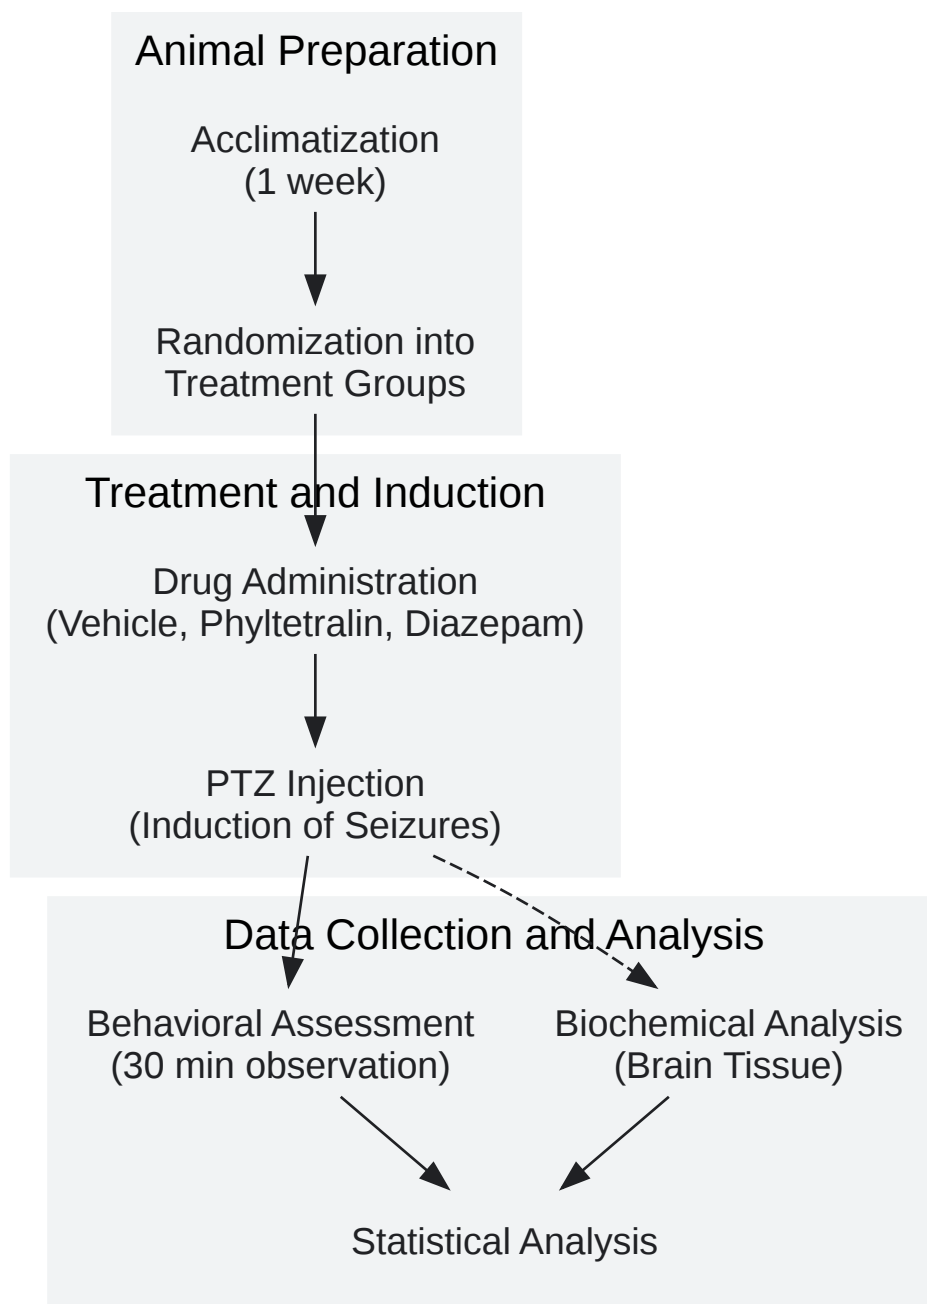 Animal Preparation
Acclimatization
(1 week)
Randomization into
Treatment Groups
Treatment and Induction
Drug Administration
(Vehicle, Phyltetralin, Diazepam)
PTZ Injection
(Induction of Seizures)
Data Collection and Analysis
Behavioral Assessment
(30 min observation)
Biochemical Analysis
(Brain Tissue)
Statistical Analysis